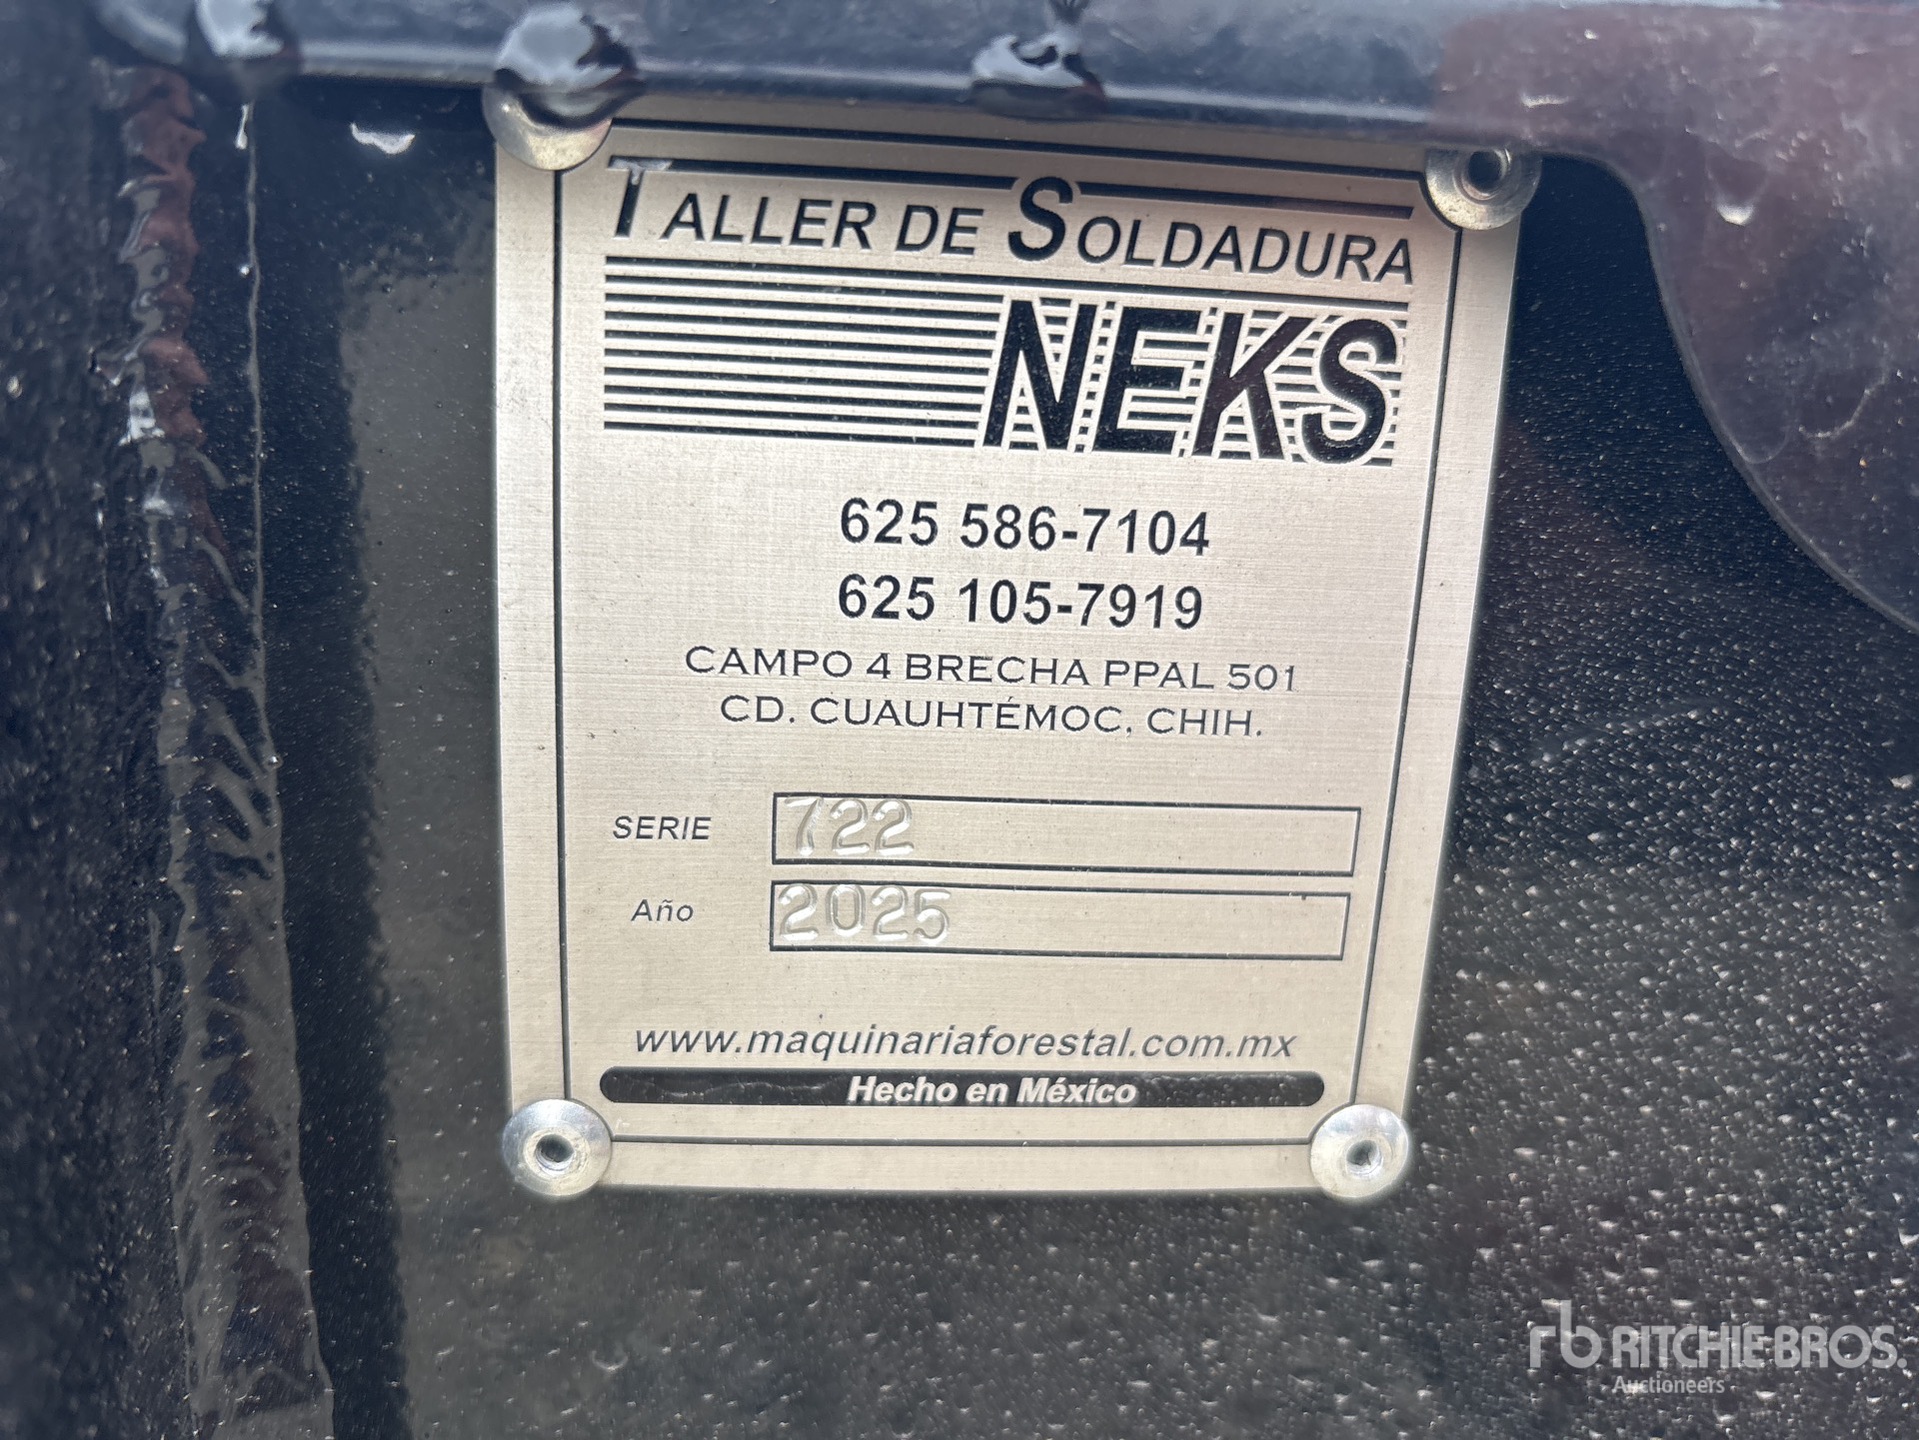 TALLER DE SOLDADURA
NEKS
625 586-7104
625 105-7919
CAMPO 4 BRECHA PPAL 501
CD. CUAUHTÉMOC, CHIH.
SERIE 722
Año 2025
www.maquinariaforestal.com.mx
Hecho en México
rb RITCHIE BROS.
Auctioneers